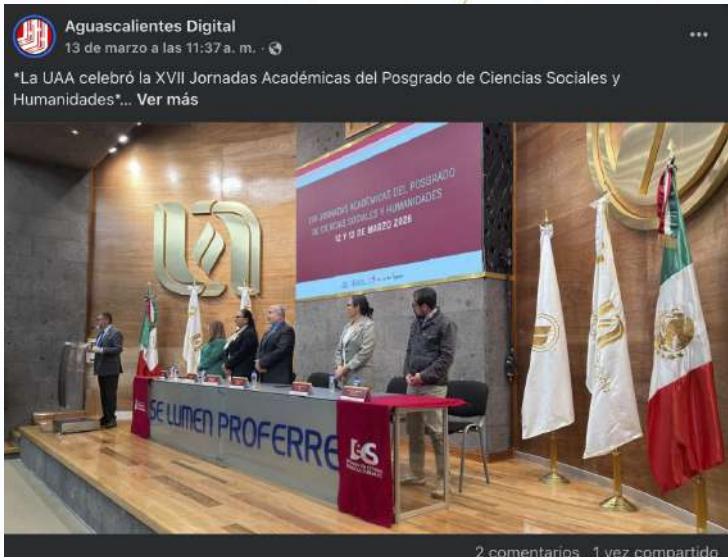 Aguascalientes Digital
13 de marzo a las 11:37 a. m. ·
*La UAA celebró la XVII Jornadas Académicas del Posgrado de Ciencias Sociales y
Humanidades*... Ver más
XVII JORNADAS ACADÉMICAS DEL POSGRADO
DE CIENCIAS SOCIALES Y HUMANIDADES
12 Y 13 DE MARZO 2026
SE LUMEN PROFERRE
2 comentarios 1 vez compartido